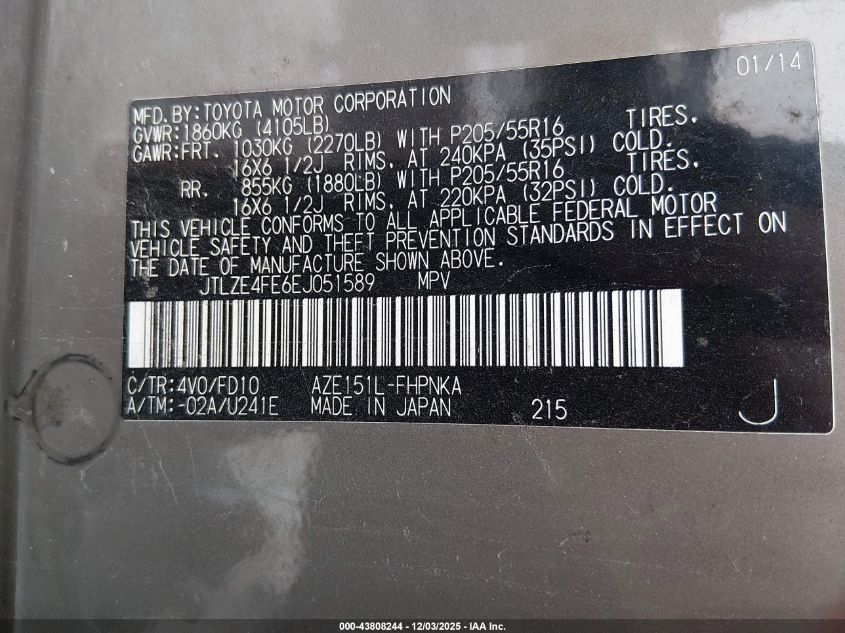 01/14
MFD.BY:TOYOTA MOTOR CORPORATION
GVWR:1860KG (4105LB)
GAWR:FRT. 1030KG (2270LB) WITH P205/55R16 TIRES.
16X6 1/2J RIMS. AT 240KPA (35PSI) COLD.
RR. 855KG (1880LB) WITH P205/55R16 TIRES.
16X6 1/2J RIMS. AT 220KPA (32PSI) COLD.
THIS VEHICLE CONFORMS TO ALL APPLICABLE FEDERAL MOTOR
VEHICLE SAFETY AND THEFT PREVENTION STANDARDS IN EFFECT ON
THE DATE OF MANUFACTURE SHOWN ABOVE.
JTLZE4FE6EJ051589 MPV
C/TR:4V0/FD10 AZE151L-FHPNKA
A/TM:-02A/U241E MADE IN JAPAN 215 J
000-43808244 - 12/03/2025 - IAA Inc.